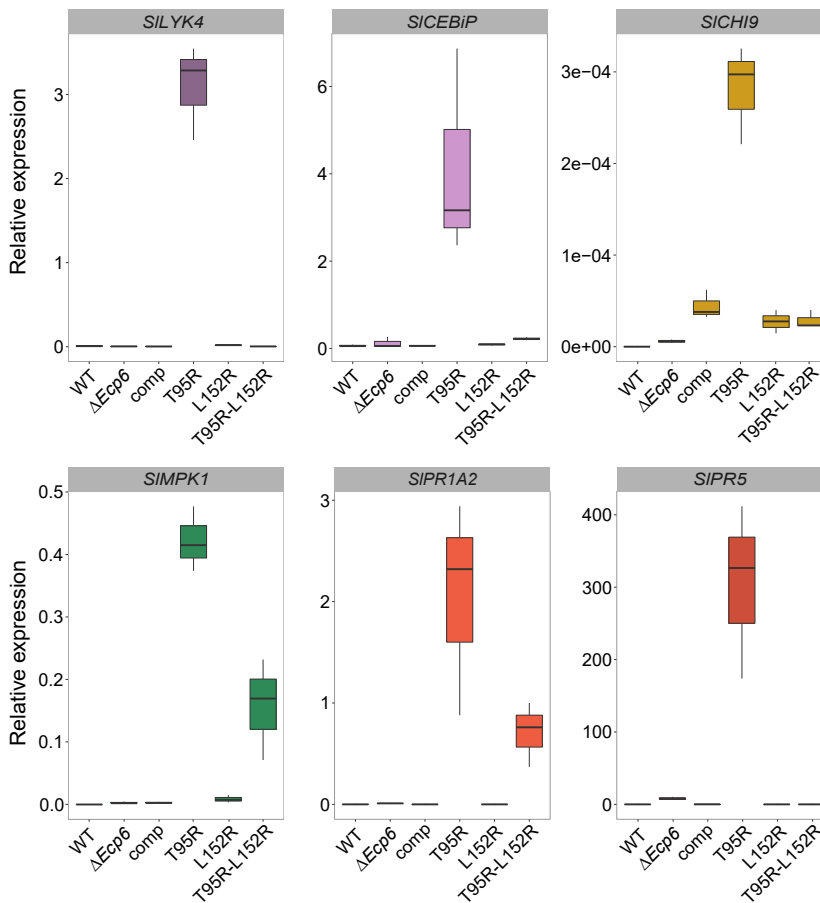 SlLYK4
SlCEBiP
SlCHI9
Relative expression
3
2
1
0
6
4
2
0
3e−04
2e−04
1e−04
0e+00
WT
ΔEcp6
comp
T95R
L152R
T95R-L152R
WT
ΔEcp6
comp
T95R
L152R
T95R-L152R
WT
ΔEcp6
comp
T95R
L152R
T95R-L152R
SlMPK1
SlPR1A2
SlPR5
Relative expression
0.5
0.4
0.3
0.2
0.1
0.0
3
2
1
0
400
300
200
100
0
WT
ΔEcp6
comp
T95R
L152R
T95R-L152R
WT
ΔEcp6
comp
T95R
L152R
T95R-L152R
WT
ΔEcp6
comp
T95R
L152R
T95R-L152R